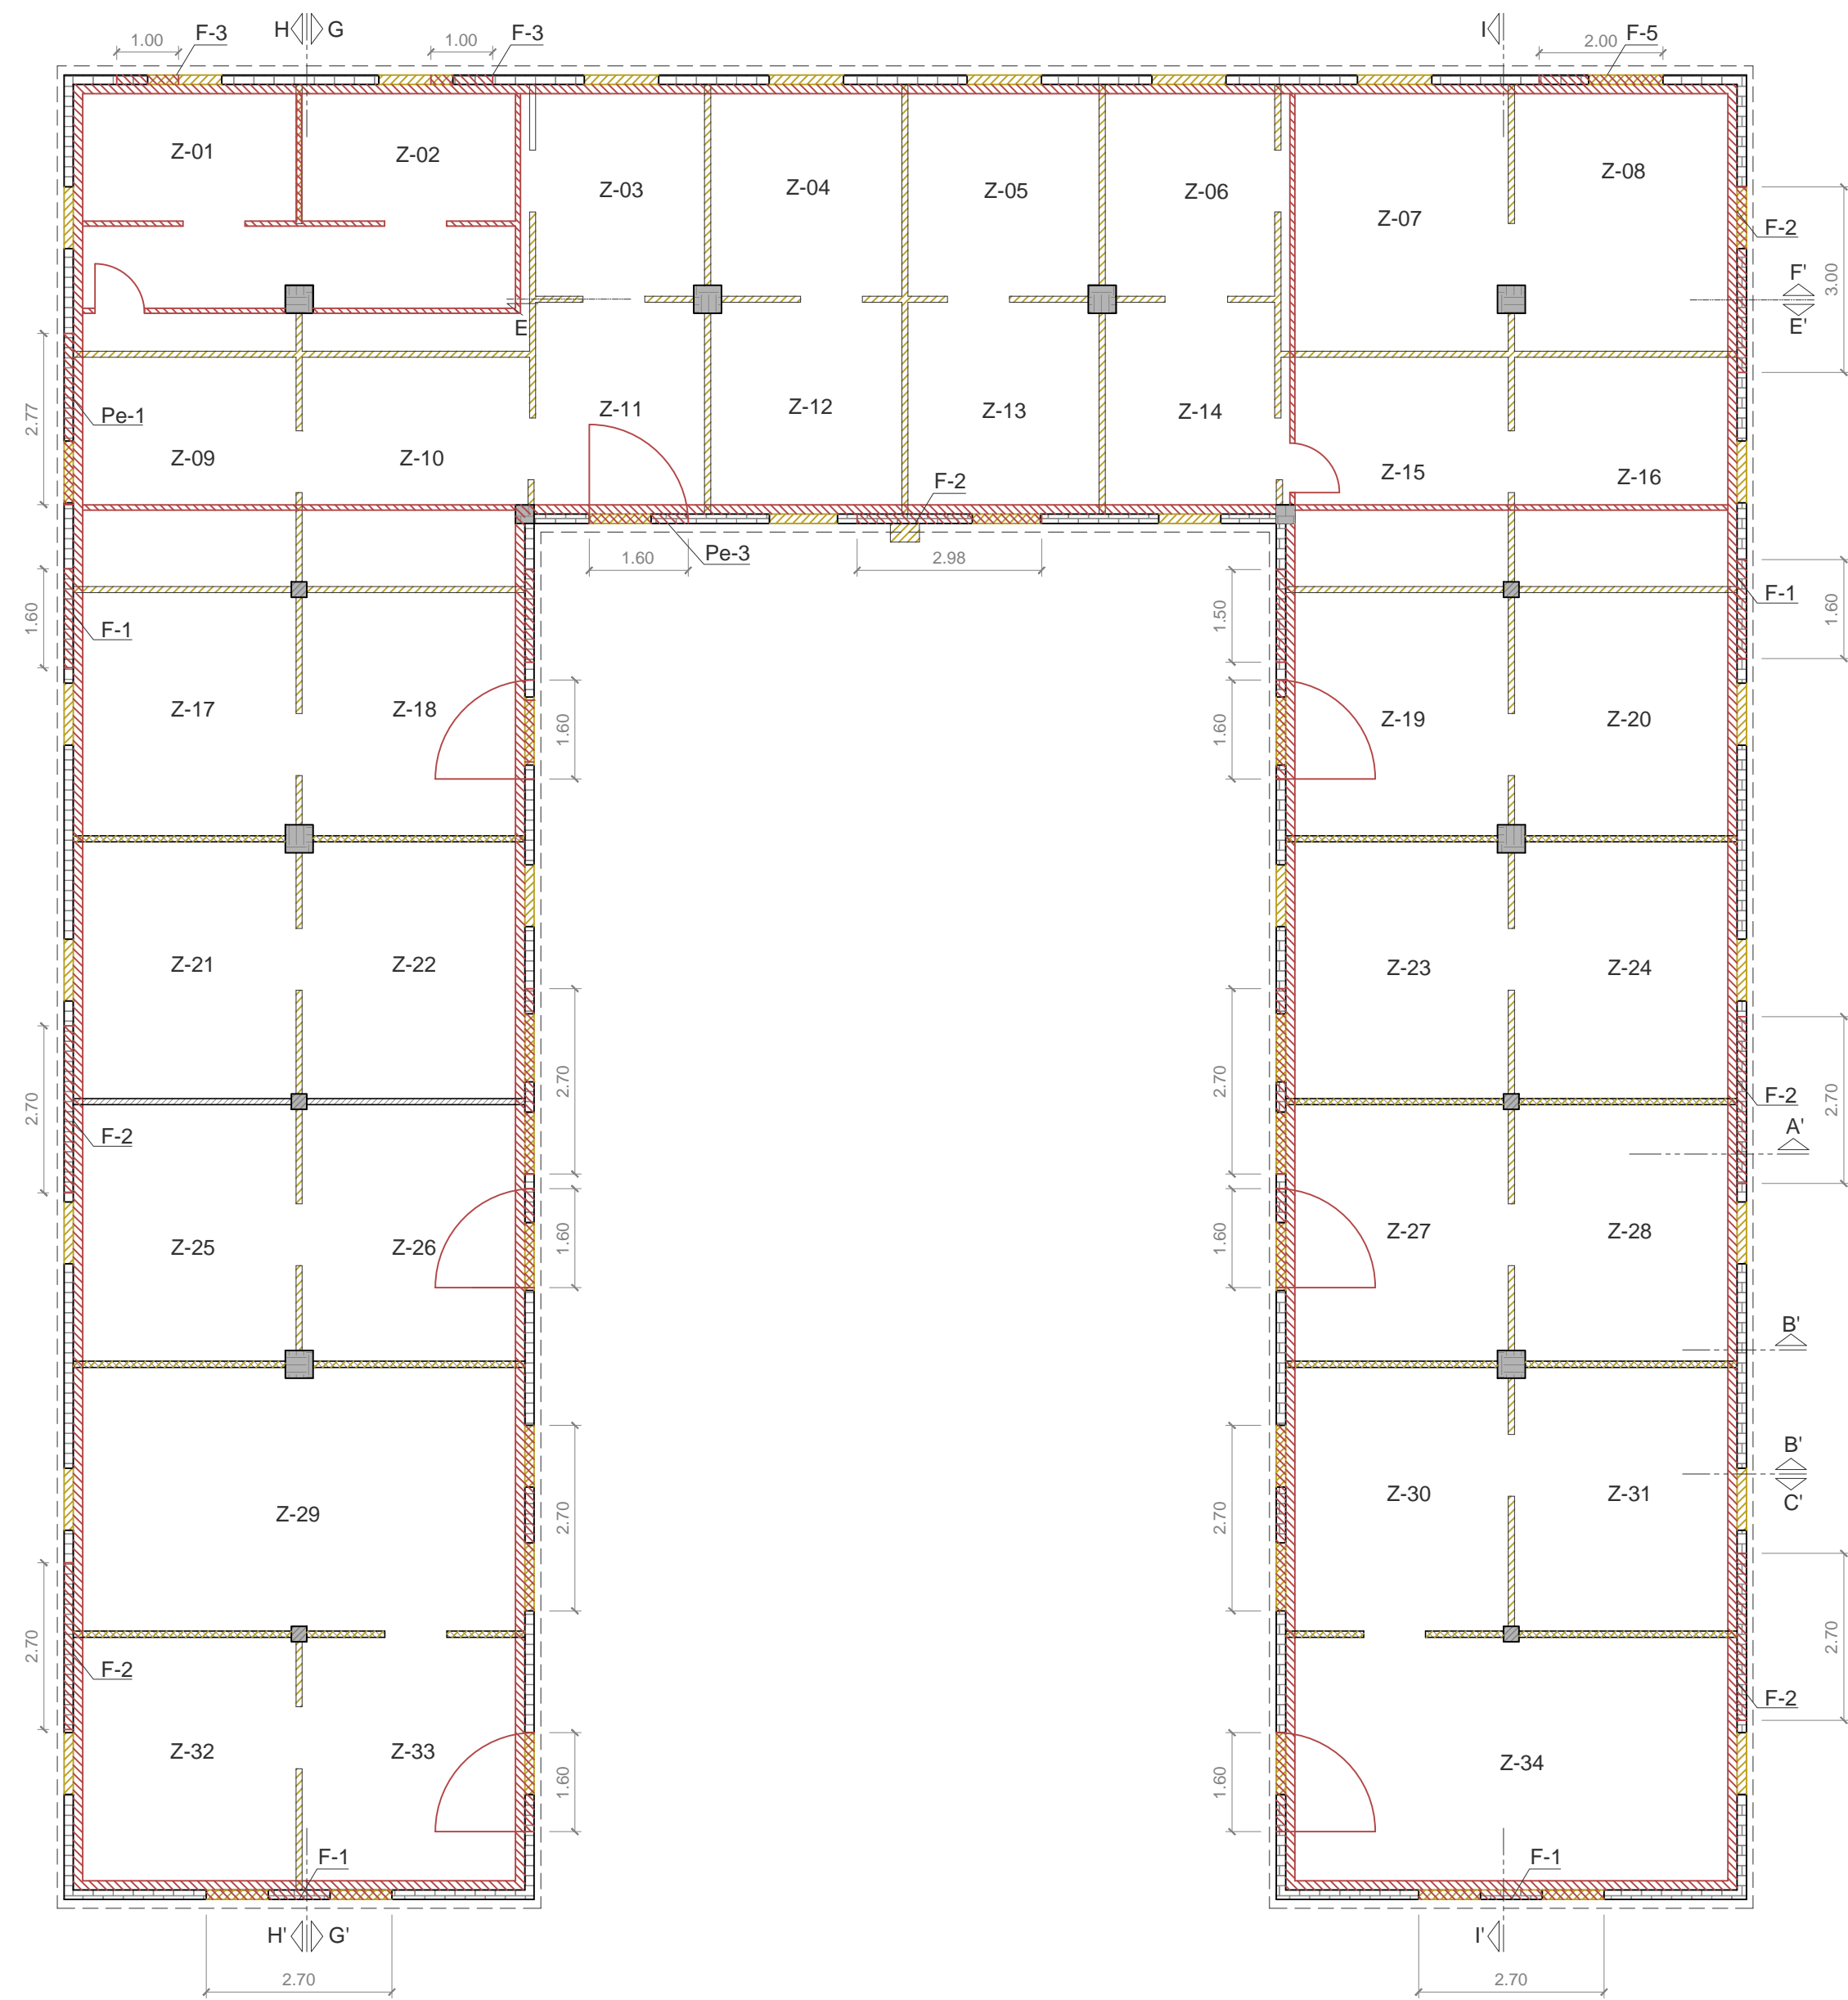 H G I
F-3 F-3 F-5
1.00 1.00 2.00
Z-01 Z-02 Z-03 Z-04 Z-05 Z-06 Z-07 Z-08
F-2
3.00
F'
E'
E
2.77
Pe-1
Z-09 Z-10 Z-11 Z-12 Z-13 Z-14 Z-15 Z-16
F-2
Pe-3
1.60 2.98
1.60 F-1 1.50 F-1 1.60
Z-17 Z-18 1.60 1.60 Z-19 Z-20
Z-21 Z-22 Z-23 Z-24
2.70 F-2 2.70 2.70 F-2 2.70
A'
Z-25 Z-26 1.60 1.60 Z-27 Z-28
B'
B'
C'
Z-29 2.70 2.70 Z-30 Z-31
2.70 F-2 F-2 2.70
Z-32 Z-33 1.60 1.60 Z-34
F-1 F-1
H' G' I'
2.70 2.70